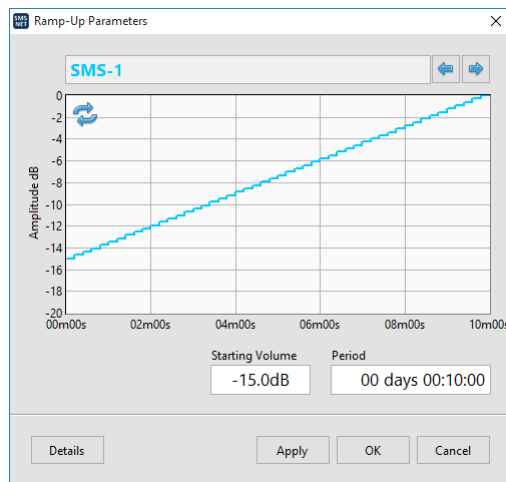 SMS
NET
Ramp-Up Parameters
SMS-1
Amplitude dB
0
-2
-4
-6
-8
-10
-12
-14
-16
-18
-20
00m00s 02m00s 04m00s 06m00s 08m00s 10m00s
Starting Volume Period
-15.0dB 00 days 00:10:00
Details Apply OK Cancel